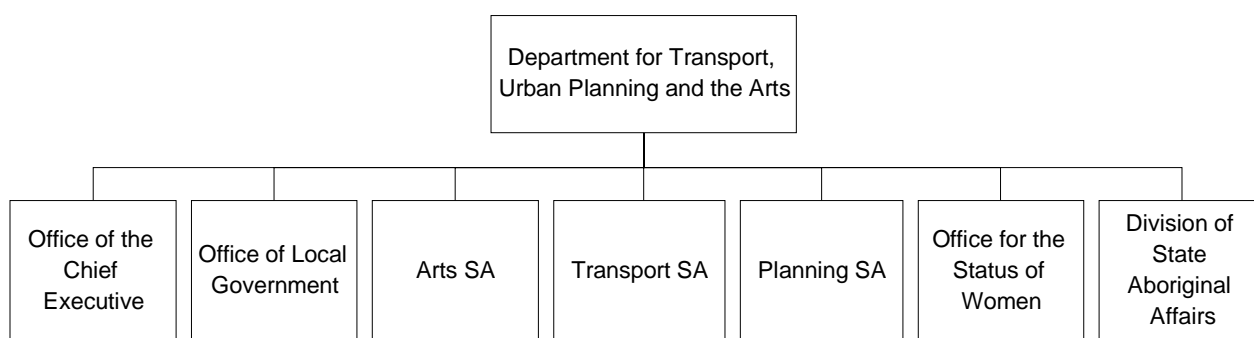 Department for Transport,
Urban Planning and the Arts
Office of the
Chief
Executive
Office of Local
Government
Arts SA
Transport SA
Planning SA
Office for the
Status of
Women
Division of
State
Aboriginal
Affairs